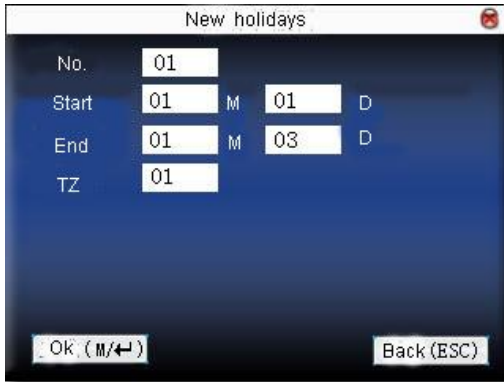 New holidays
No. 01
Start 01 M 01 D
End 01 M 03 D
TZ 01
Ok (M/↵) Back (ESC)